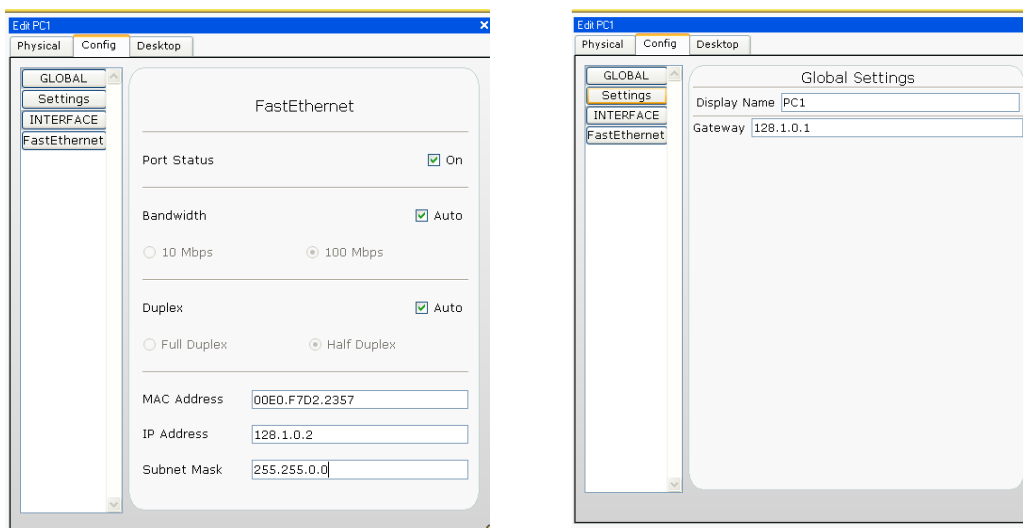 Edit PC1
Physical Config Desktop
GLOBAL
Settings
INTERFACE
FastEthernet
FastEthernet
Port Status On
Bandwidth Auto
10 Mbps 100 Mbps
Duplex Auto
Full Duplex Half Duplex
MAC Address 00E0.F7D2.2357
IP Address 128.1.0.2
Subnet Mask 255.255.0.0
Edit PC1
Physical Config Desktop
GLOBAL
Settings
INTERFACE
FastEthernet
Global Settings
Display Name PC1
Gateway 128.1.0.1